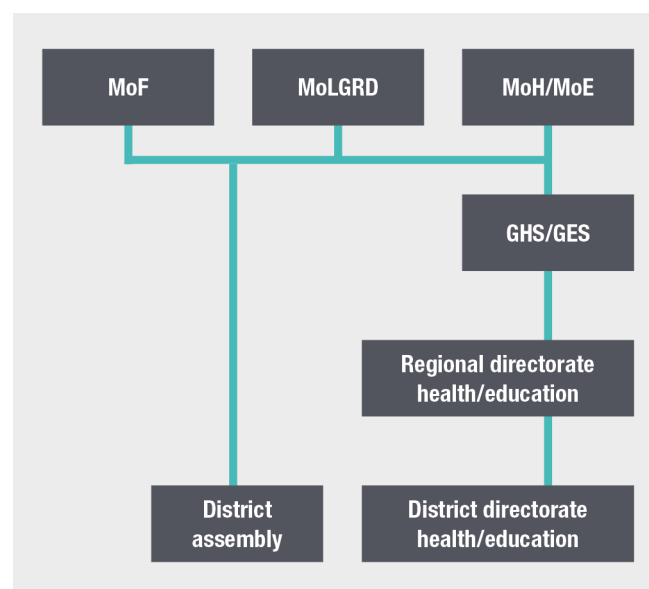 MoF
MoLGRD
MoH/MoE
GHS/GES
Regional directorate
health/education
District
assembly
District directorate
health/education